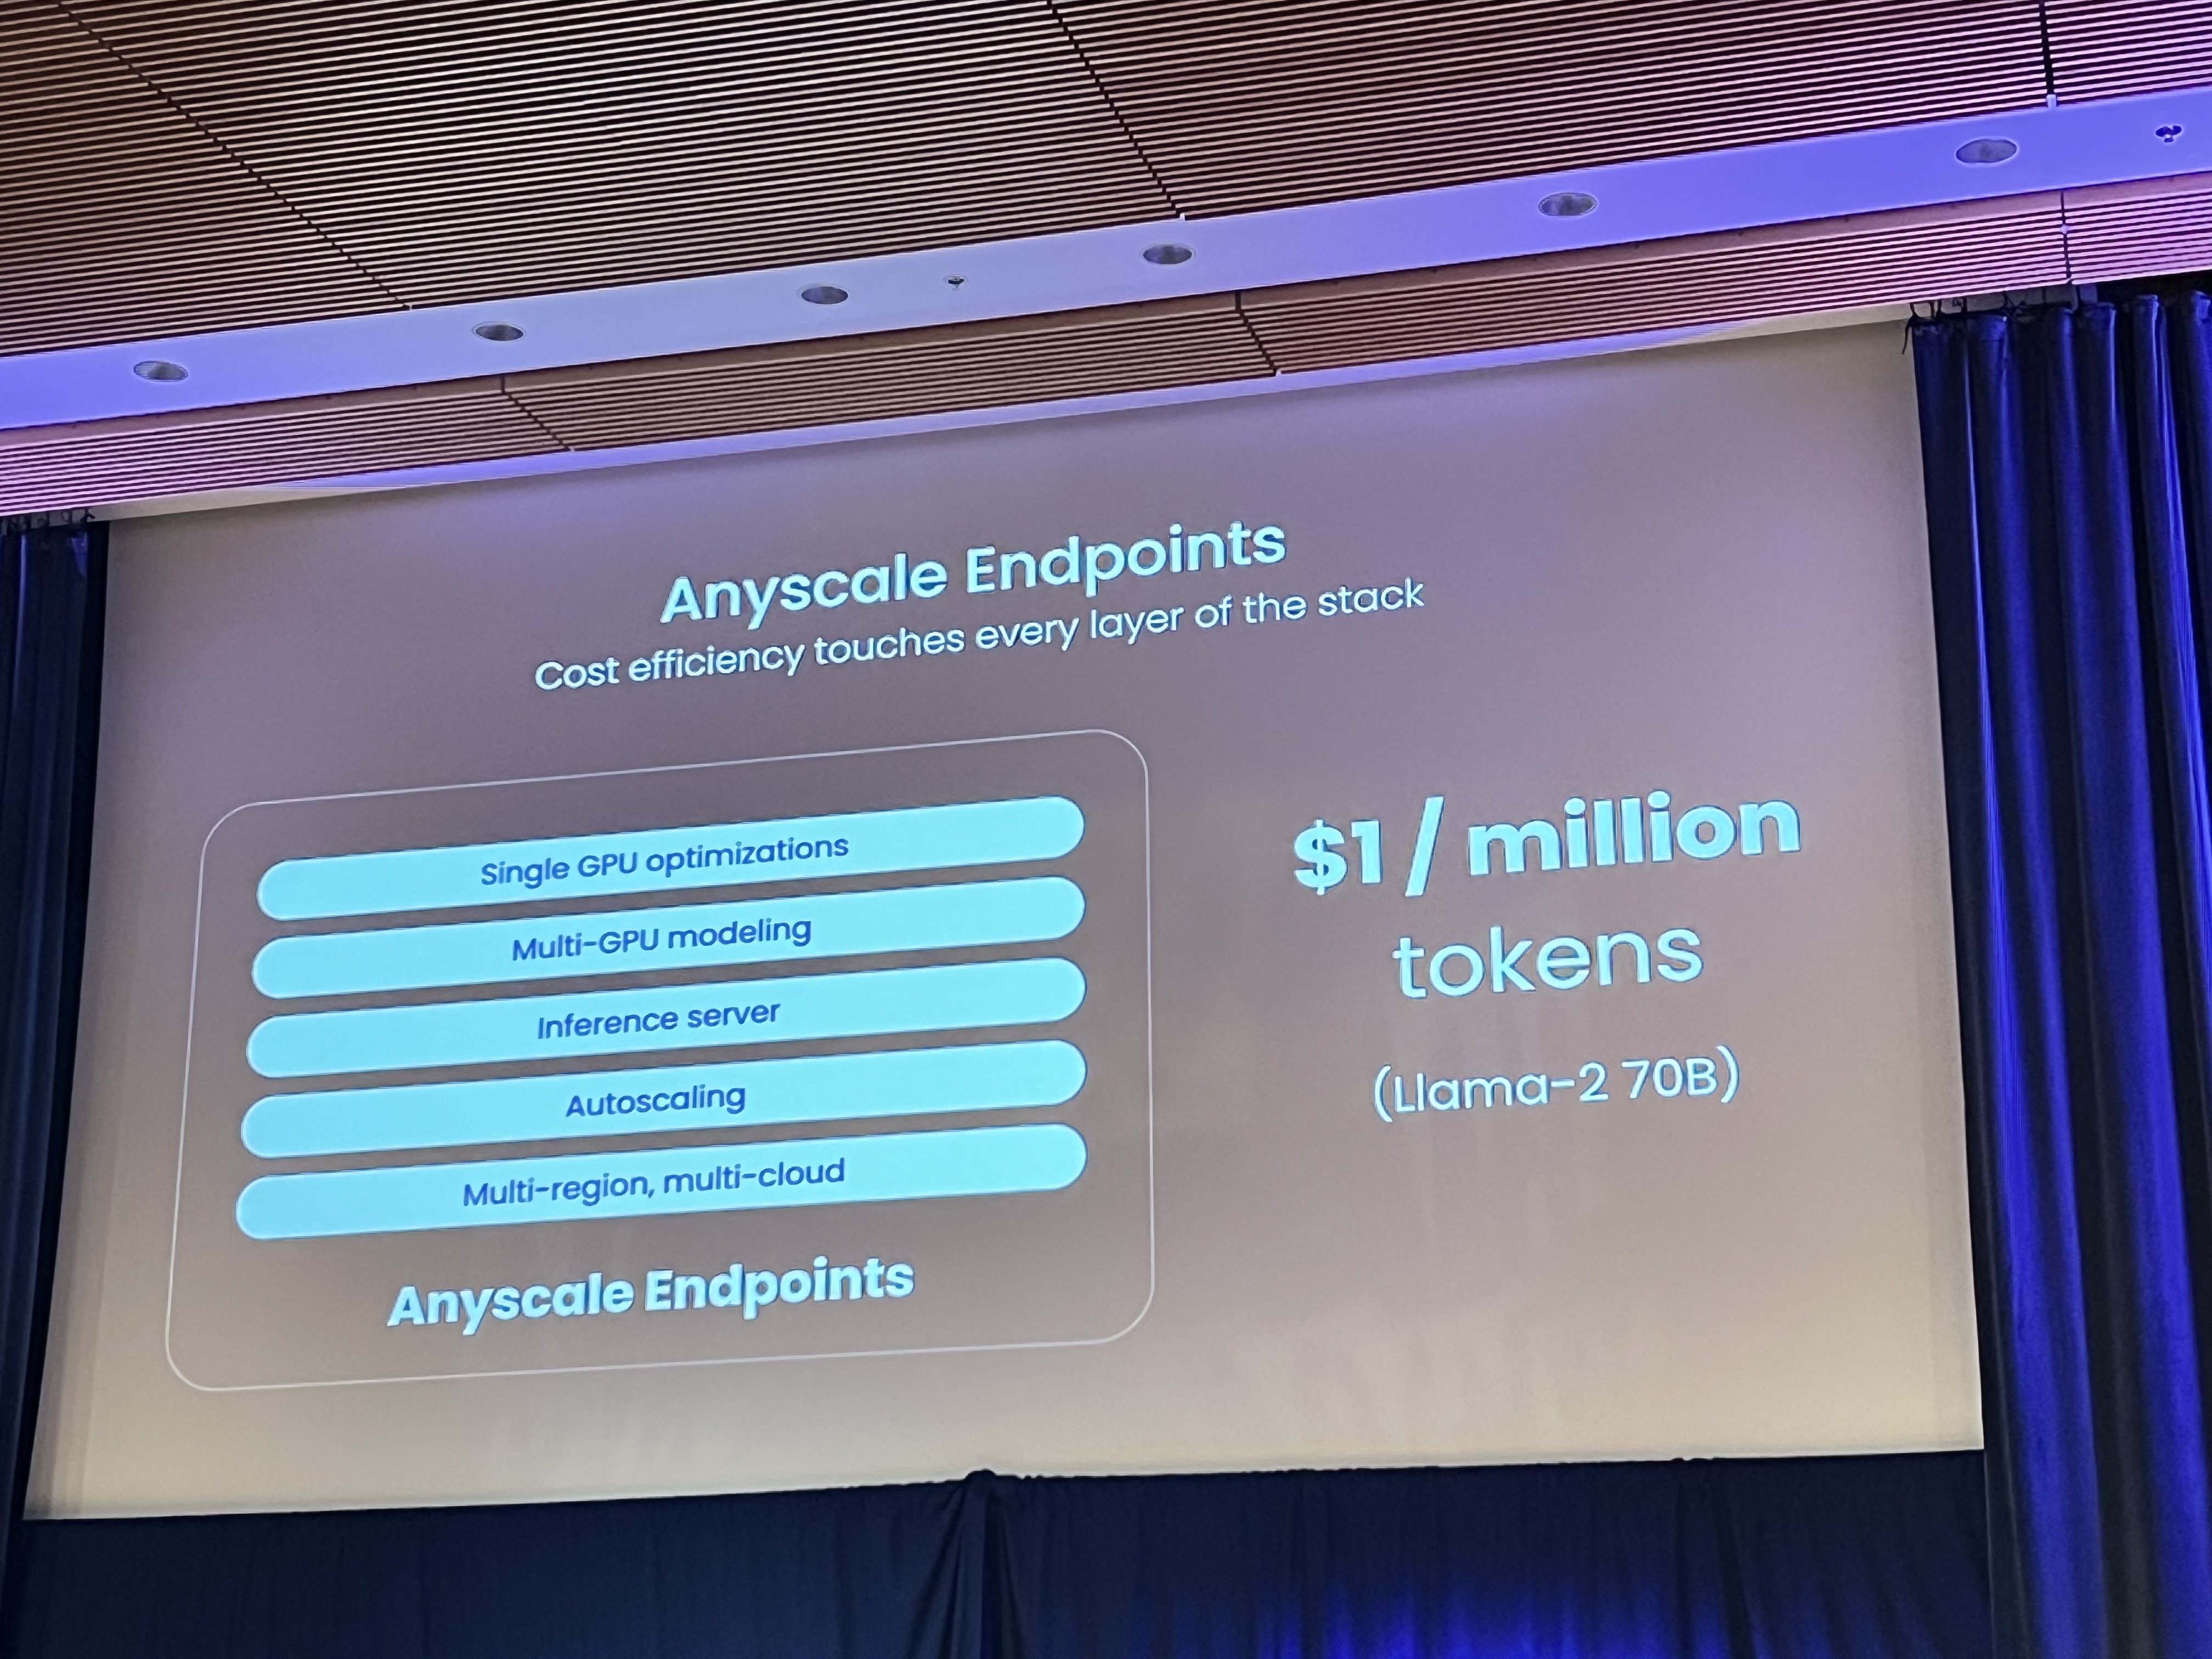 Anyscale Endpoints
Cost efficiency touches every layer of the stack
Single GPU optimizations
Multi-GPU modeling
Inference server
Autoscaling
Multi-region, multi-cloud
Anyscale Endpoints
$1 / million
tokens
(Llama-2 70B)